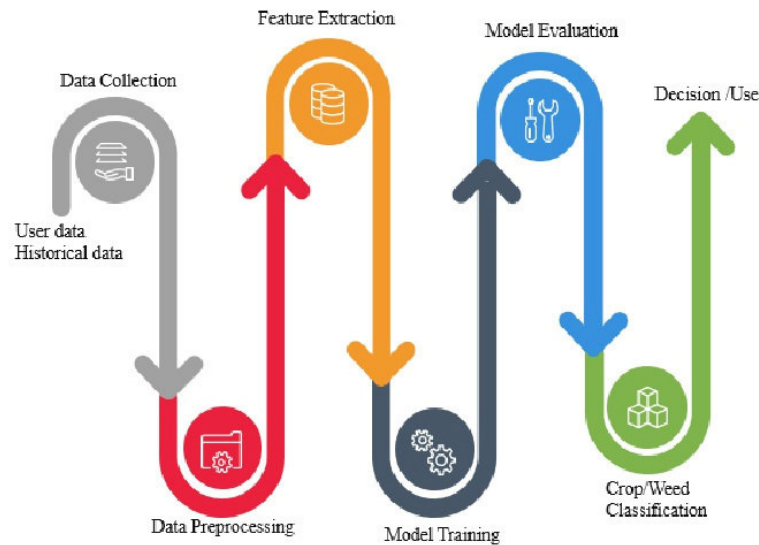 Data Collection
User data
Historical data
Data Preprocessing
Feature Extraction
Model Training
Model Evaluation
Crop/Weed
Classification
Decision /Use